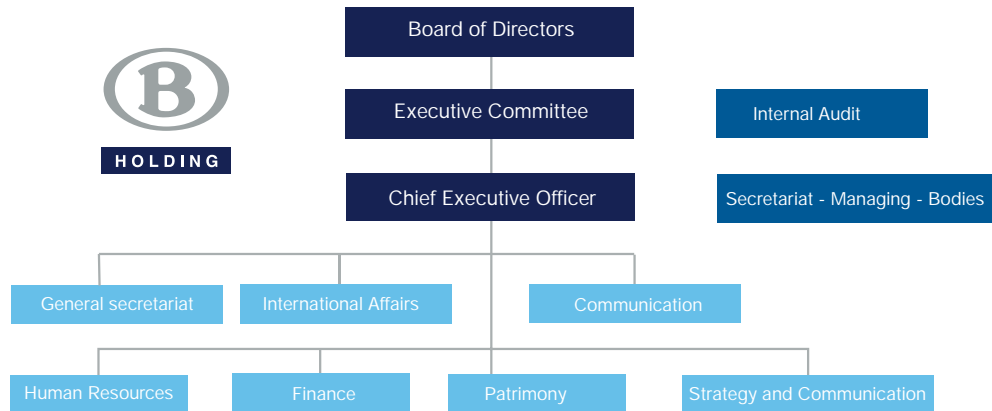 Board of Directors
B
HOLDING
Executive Committee
Internal Audit
Chief Executive Officer
Secretariat - Managing - Bodies
General secretariat
International Affairs
Communication
Human Resources
Finance
Patrimony
Strategy and Communication